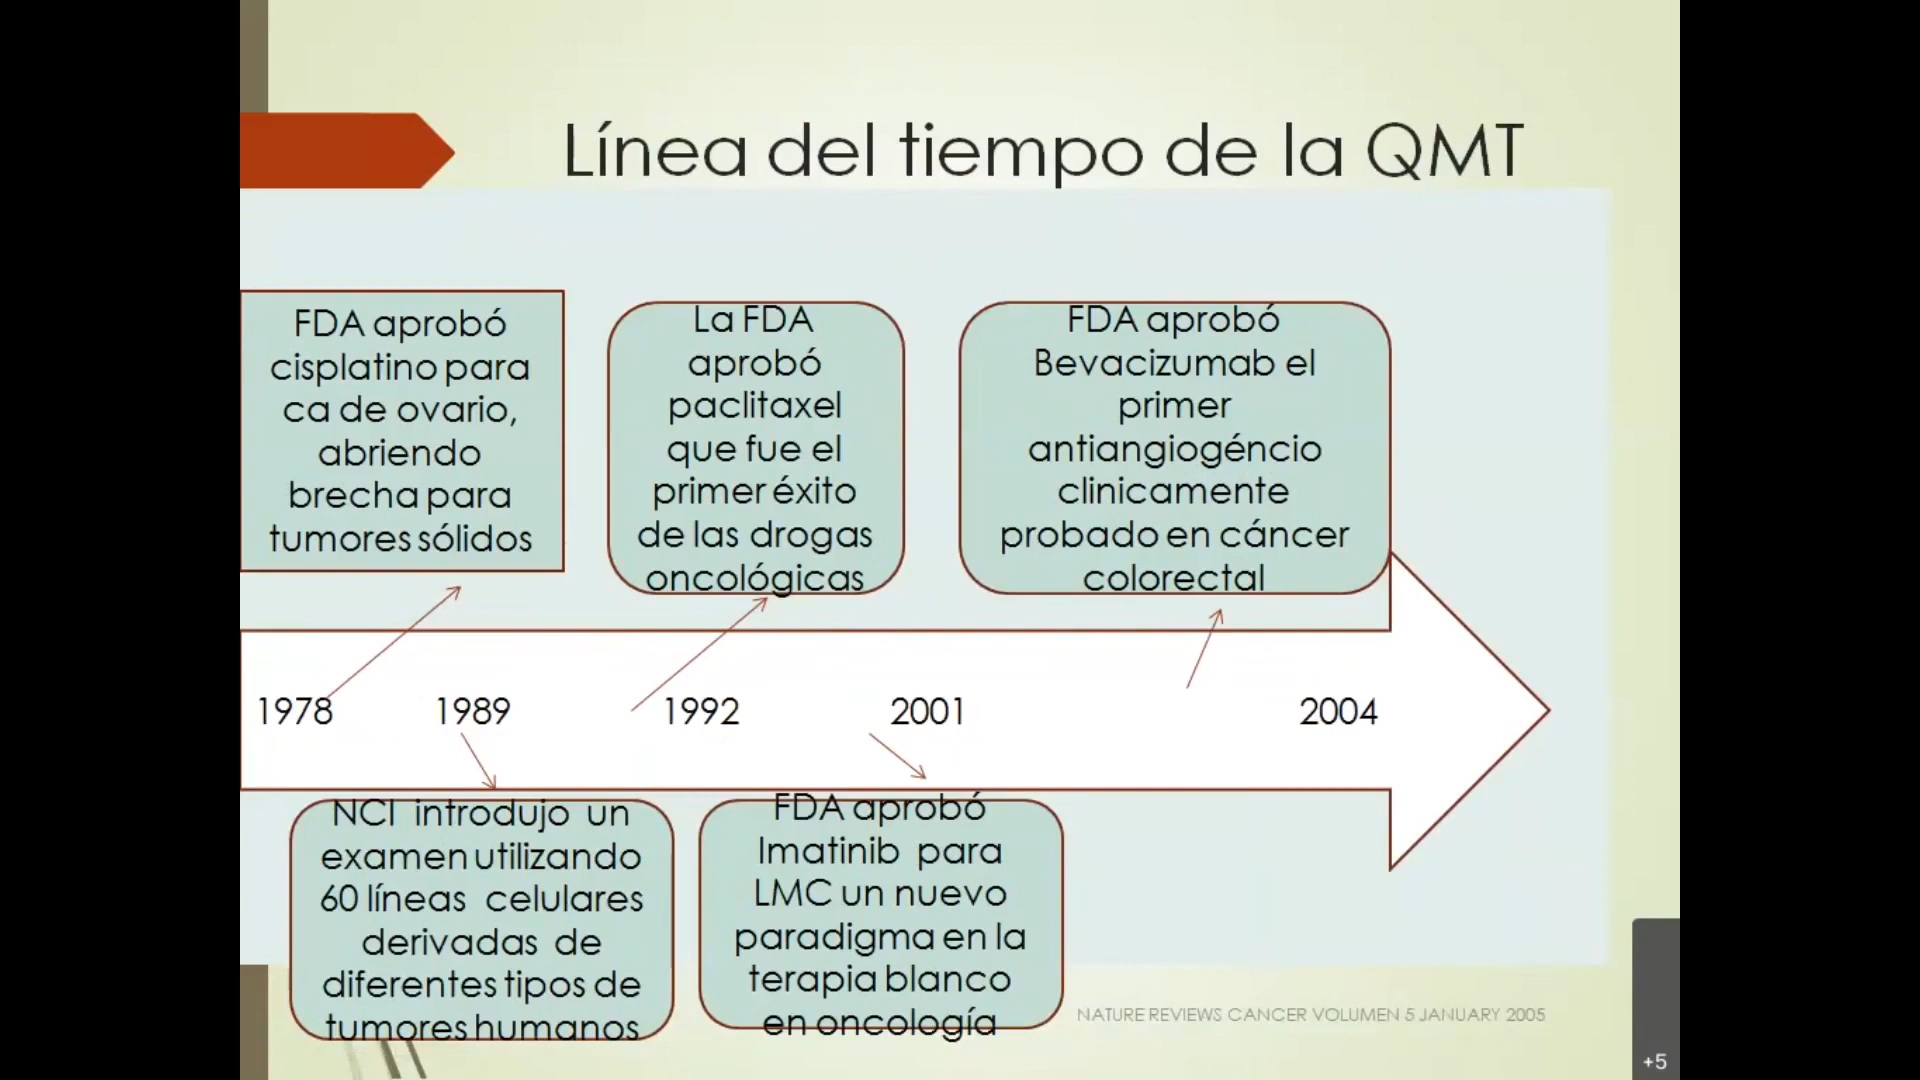 Línea del tiempo de la QMT
FDA aprobó
cisplatino para
ca de ovario,
abriendo
brecha para
tumores sólidos
La FDA
aprobó
paclitaxel
que fue el
primer éxito
de las drogas
oncológicas
FDA aprobó
Bevacizumab el
primer
antiangiogéncio
clinicamente
probado en cáncer
colorectal
1978
1989
1992
2001
2004
NCI introdujo un
examen utilizando
60 líneas celulares
derivadas de
diferentes tipos de
tumores humanos
FDA aprobó
Imatinib para
LMC un nuevo
paradigma en la
terapia blanco
en oncología
NATURE REVIEWS CANCER VOLUMEN 5 JANUARY 2005
+5